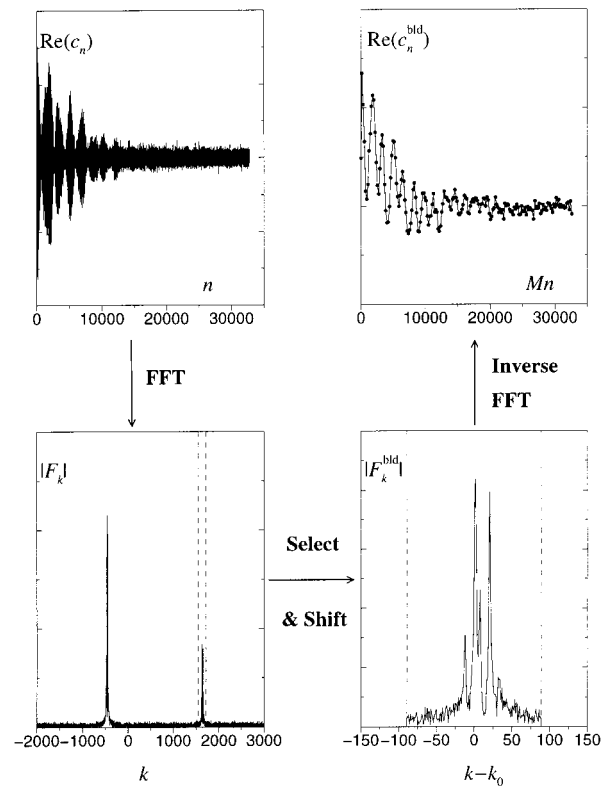 Re(c_n)
n
0 10000 20000 30000
Re(c_n^bld)
Mn
0 10000 20000 30000
FFT
Inverse
FFT
|F_k|
−2000 −1000 0 1000 2000 3000
k
Select
& Shift
|F_k^bld|
−150 −100 −50 0 50 100 150
k−k_0